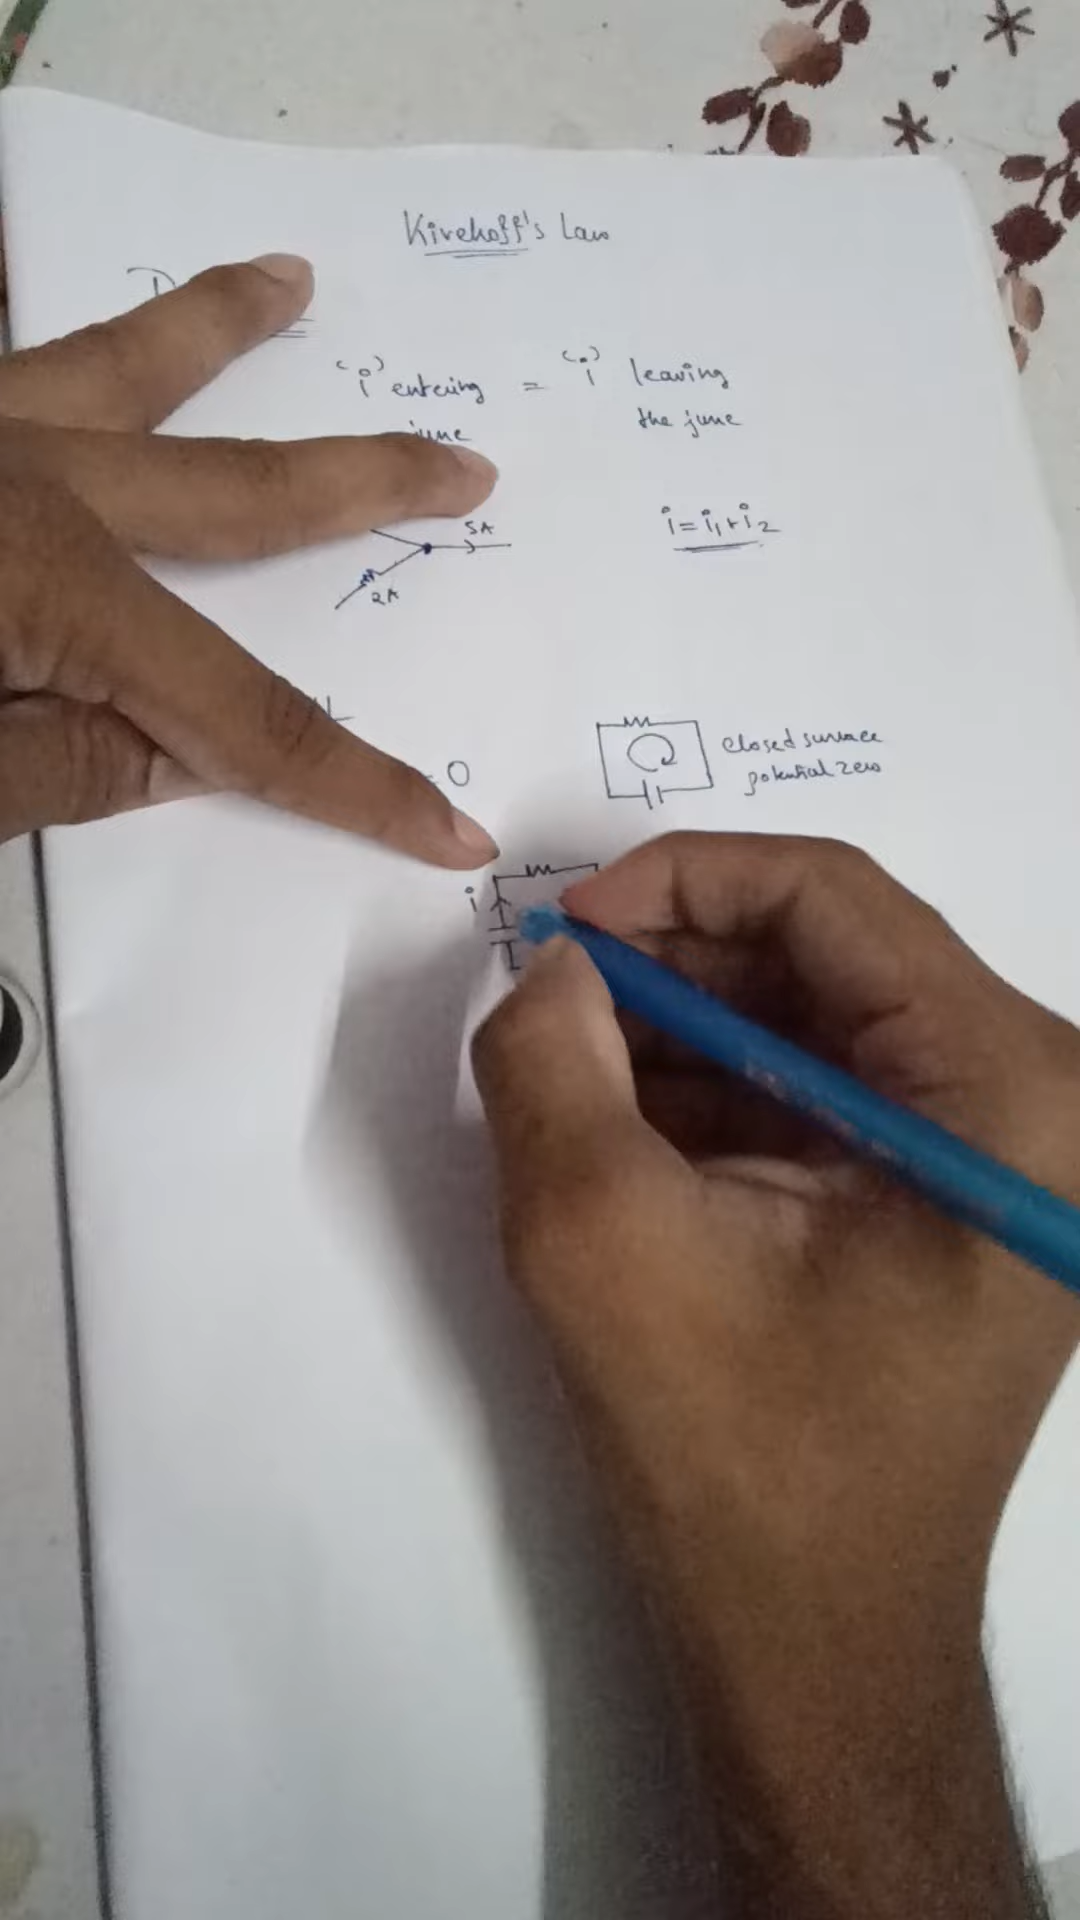 Kirchoff's Law
"i" entering = "i" leaving
june the june
5A
i = i₁ + i₂
2A
closed surface
= 0 potential zero
i